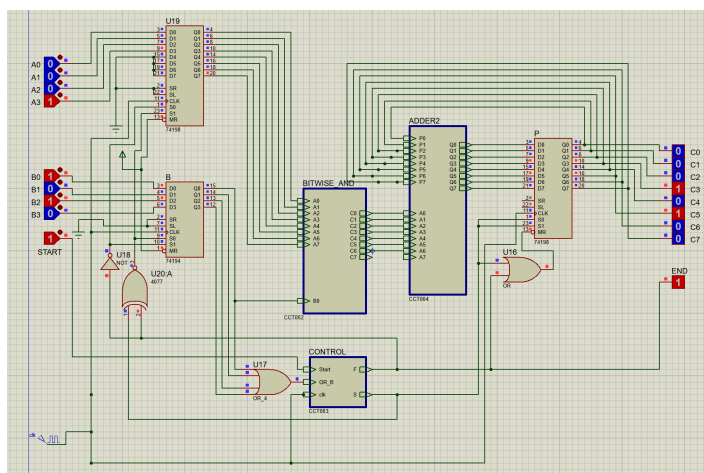 U19
A0 0
A1 0
A2 0
A3 1
D0 Q0
D1 Q1
D2 Q2
D3 Q3
D4 Q4
D5 Q5
D6 Q6
D7 Q7
SR
SL
CLK
S0
S1
MR
74198
B0 1
B1 0
B2 1
B3 0
START
1
B
D0 Q0
D1 Q1
D2 Q2
D3 Q3
SR
SL
CLK
S0
S1
MR
74194
U18
NOT
U20:A
4077
BITWISE_AND
A0 C0
A1 C1
A2 C2
A3 C3
A4 C4
A5 C5
A6 C6
A7 C7
B0
CCT002
ADDER2
P0
P1
P2
P3
P4
P5
P6
P7
Q0
Q1
Q2
Q3
Q4
Q5
Q6
Q7
A0
A1
A2
A3
A4
A5
A6
A7
CCT004
P
D0 Q0
D1 Q1
D2 Q2
D3 Q3
D4 Q4
D5 Q5
D6 Q6
D7 Q7
SR
SL
CLK
S0
S1
MR
74198
0 C0
0 C1
0 C2
1 C3
0 C4
1 C5
0 C6
0 C7
END
1
U16
OR
U17
OR_4
CONTROL
Start F
OR_B
clk S
CCT003
clk